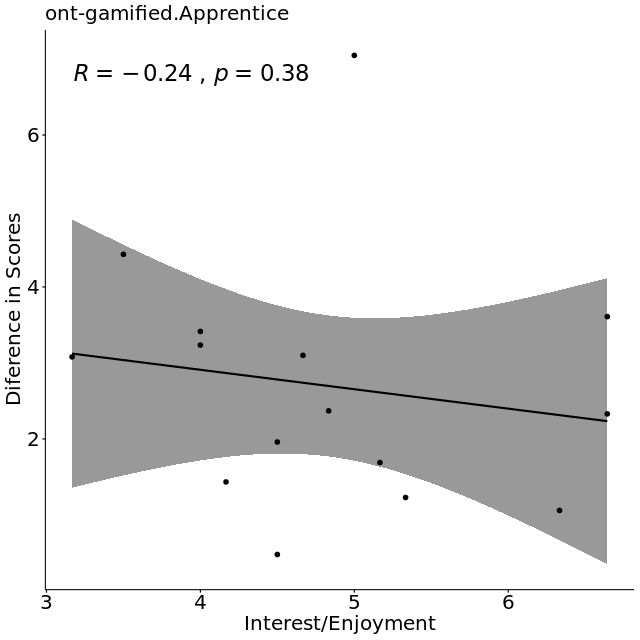 ont-gamified.Apprentice
R = −0.24 , p = 0.38
6
4
2
Diference in Scores
3 4 5 6
Interest/Enjoyment